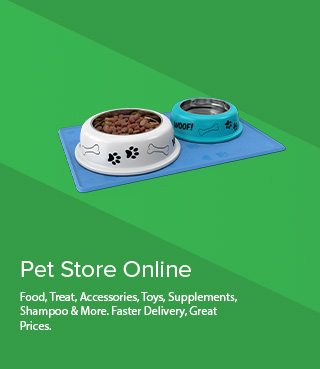 WOOF!
Pet Store Online
Food, Treat, Accessories, Toys, Supplements,
Shampoo & More. Faster Delivery, Great
Prices.